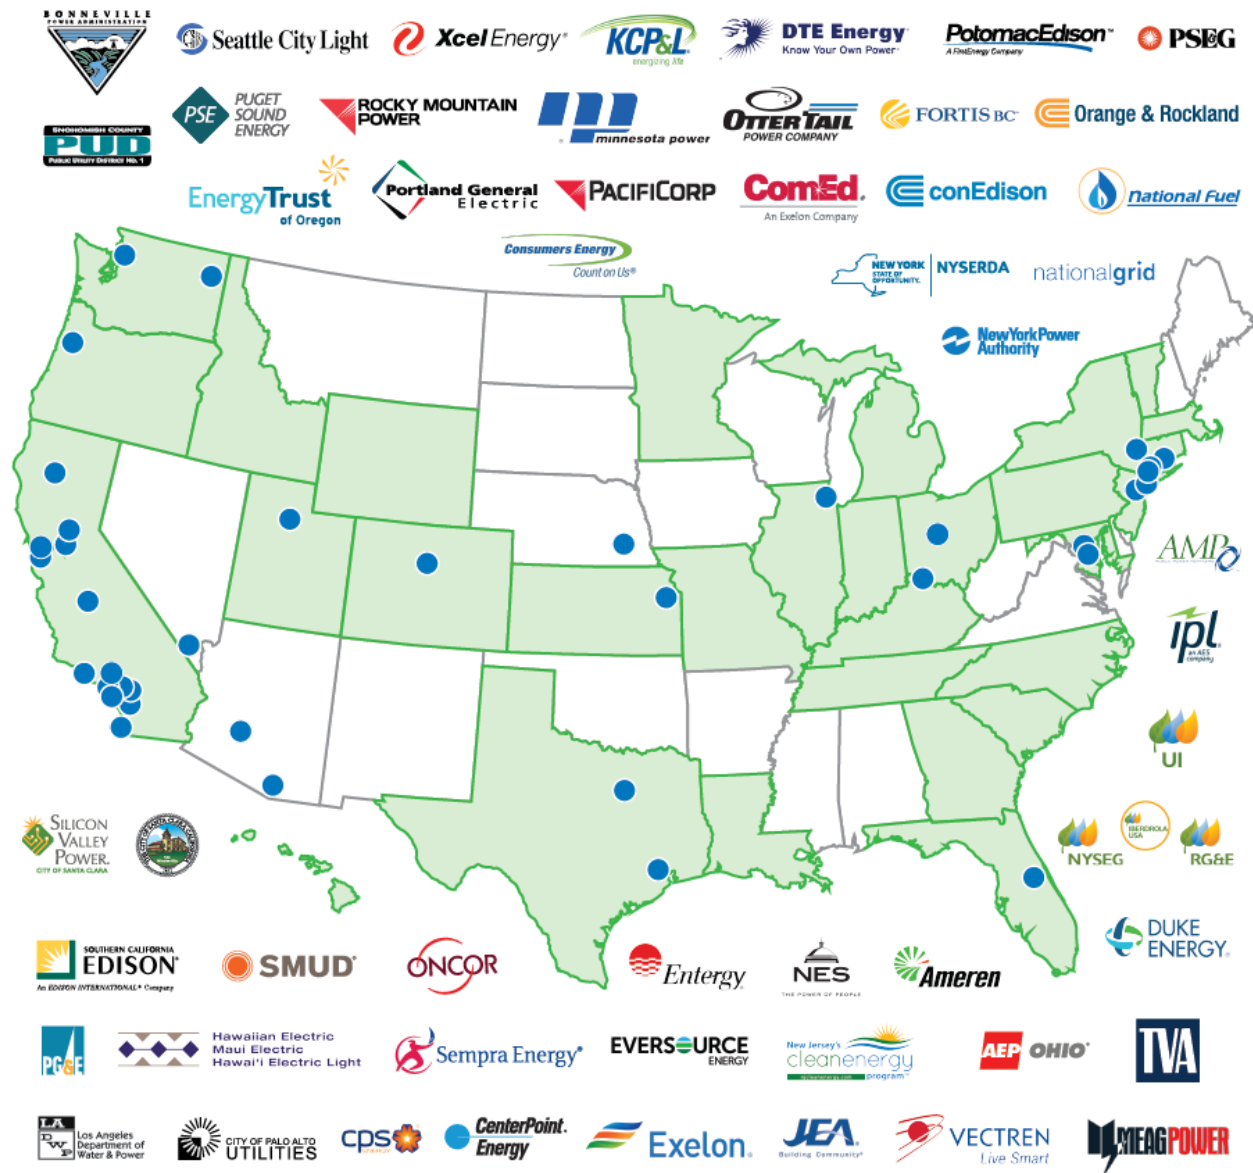 BONNEVILLE
POWER ADMINISTRATION
Seattle City Light
Xcel Energy®
KCP&L®
energizing life
DTE Energy®
Know Your Own Power®
PotomacEdison™
A FirstEnergy Company
PSE&G
SNOHOMISH COUNTY
PUD
PUBLIC UTILITY DISTRICT NO. 1
PSE
PUGET
SOUND
ENERGY
ROCKY MOUNTAIN
POWER
mp
minnesota power
OTTER TAIL
POWER COMPANY
FORTIS BC™
Orange & Rockland
EnergyTrust
of Oregon
Portland General
Electric
PACIFICORP
ComEd®
An Exelon Company
conEdison
National Fuel
Consumers Energy
Count on Us®
NEW YORK
STATE OF
OPPORTUNITY.
NYSERDA
nationalgrid
NewYorkPower
Authority
AMP
ipl®
an AES
company
UI
SILICON
VALLEY
POWER®
CITY OF SANTA CLARA
NYSEG
IBERDROLA
USA
RG&E
DUKE
ENERGY®
SOUTHERN CALIFORNIA
EDISON®
An EDISON INTERNATIONAL® Company
SMUD®
ONCOR
Entergy®
NES
THE POWER OF PEOPLE
Ameren
PG&E
Hawaiian Electric
Maui Electric
Hawai'i Electric Light
Sempra Energy®
EVERSOURCE
ENERGY
New Jersey's
cleanenergy
program™
AEP OHIO®
TVA
LA
DWP
Los Angeles
Department of
Water & Power
CITY OF PALO ALTO
UTILITIES
cps
ENERGY
CenterPoint®
Energy
Exelon®
JEA®
Building Community®
VECTREN
Live Smart
MEAGPOWER